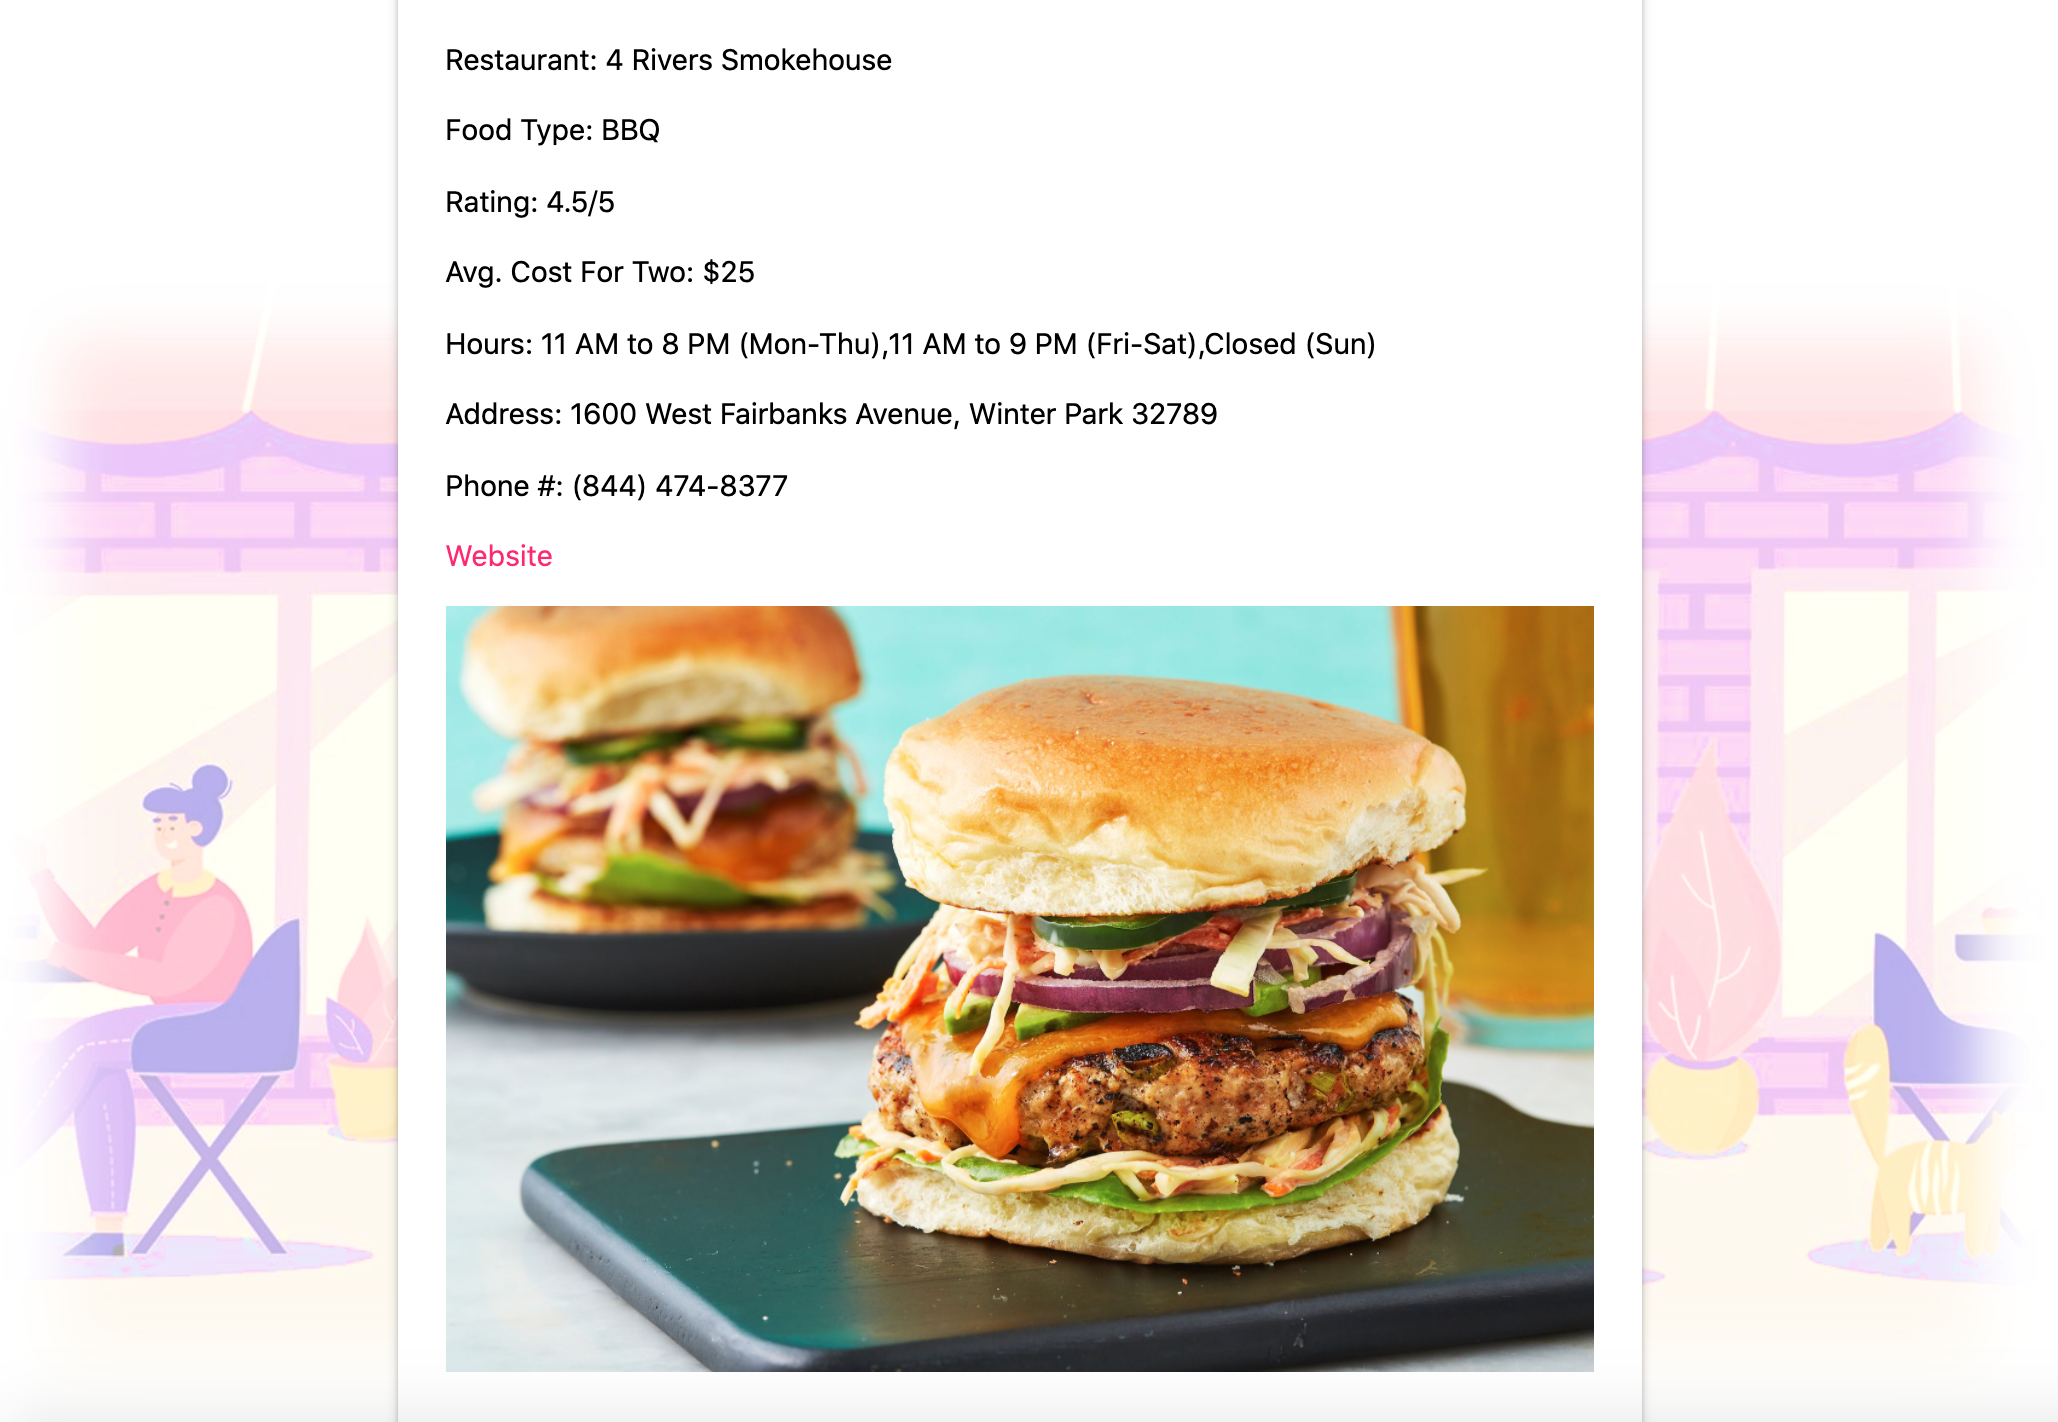 Restaurant: 4 Rivers Smokehouse
Food Type: BBQ
Rating: 4.5/5
Avg. Cost For Two: $25
Hours: 11 AM to 8 PM (Mon-Thu),11 AM to 9 PM (Fri-Sat),Closed (Sun)
Address: 1600 West Fairbanks Avenue, Winter Park 32789
Phone #: (844) 474-8377
Website